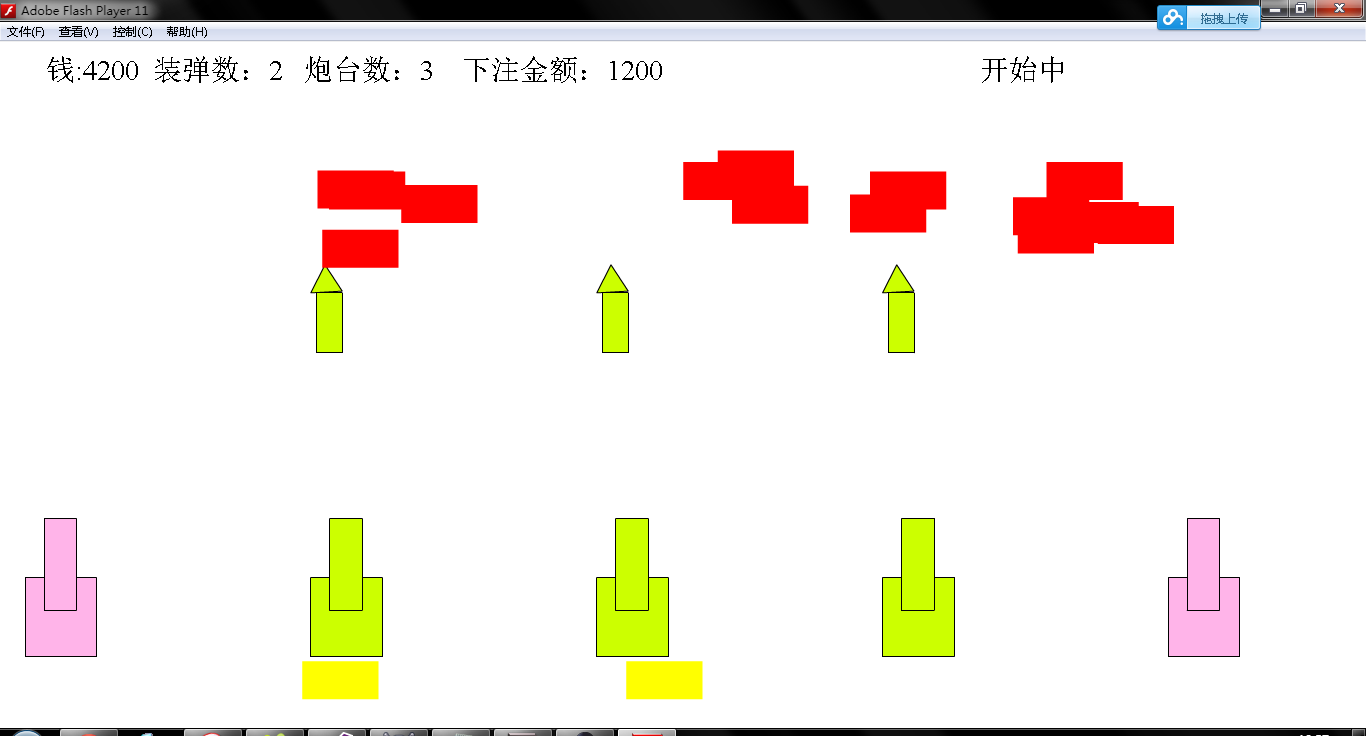 Adobe Flash Player 11
拖拽上传
文件(F) 查看(V) 控制(C) 帮助(H)
钱:4200 装弹数：2 炮台数：3 下注金额：1200 开始中